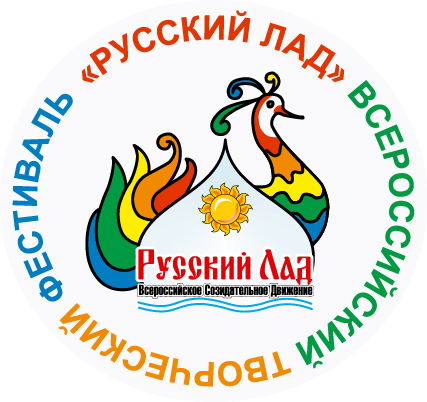 ВСЕРОССИЙСКИЙ ТВОРЧЕСКИЙ ФЕСТИВАЛЬ «РУССКИЙ ЛАД»
Русский Лад
Всероссийское Созидательное Движение